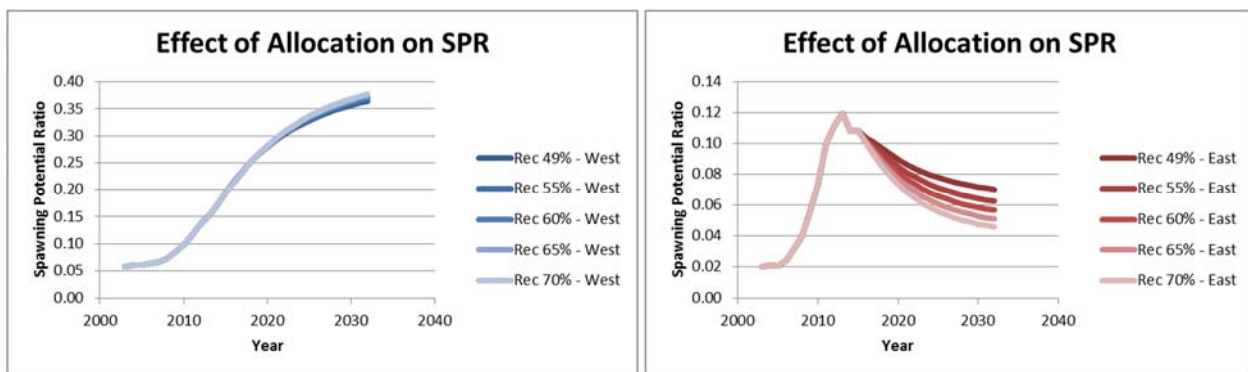 Effect of Allocation on SPR
Spawning Potential Ratio
0.40
0.35
0.30
0.25
0.20
0.15
0.10
0.05
0.00
2000 2010 2020 2030 2040
Year
Rec 49% - West
Rec 55% - West
Rec 60% - West
Rec 65% - West
Rec 70% - West
Effect of Allocation on SPR
Spawning Potential Ratio
0.14
0.12
0.10
0.08
0.06
0.04
0.02
0.00
2000 2010 2020 2030 2040
Year
Rec 49% - East
Rec 55% - East
Rec 60% - East
Rec 65% - East
Rec 70% - East